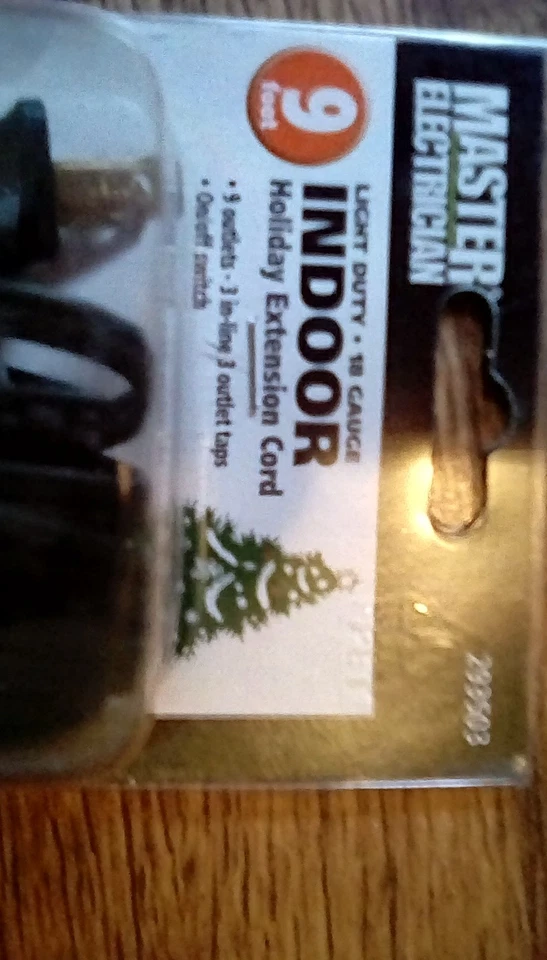 MASTER
ELECTRICIAN
9
foot
LIGHT DUTY • 18 GAUGE
INDOOR
Holiday Extension Cord
• 9 outlets - 3 in-line 3 outlet taps
• On/off switch